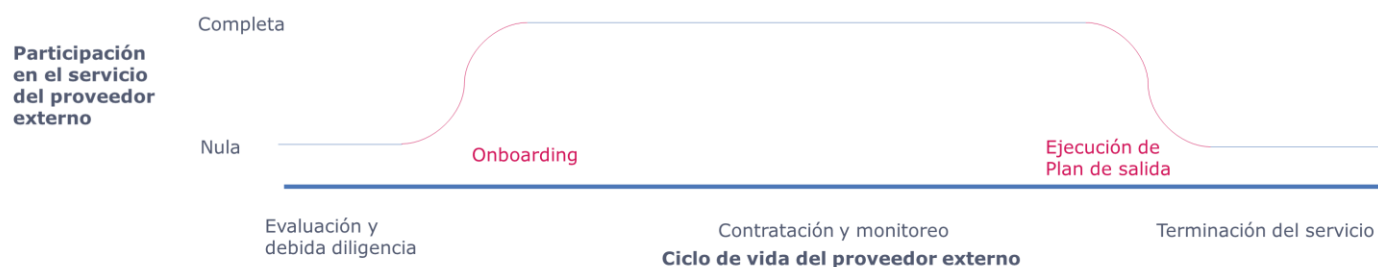 Completa
Participación
en el servicio
del proveedor
externo
Nula
Onboarding
Ejecución de
Plan de salida
Evaluación y
debida diligencia
Contratación y monitoreo
Terminación del servicio
Ciclo de vida del proveedor externo